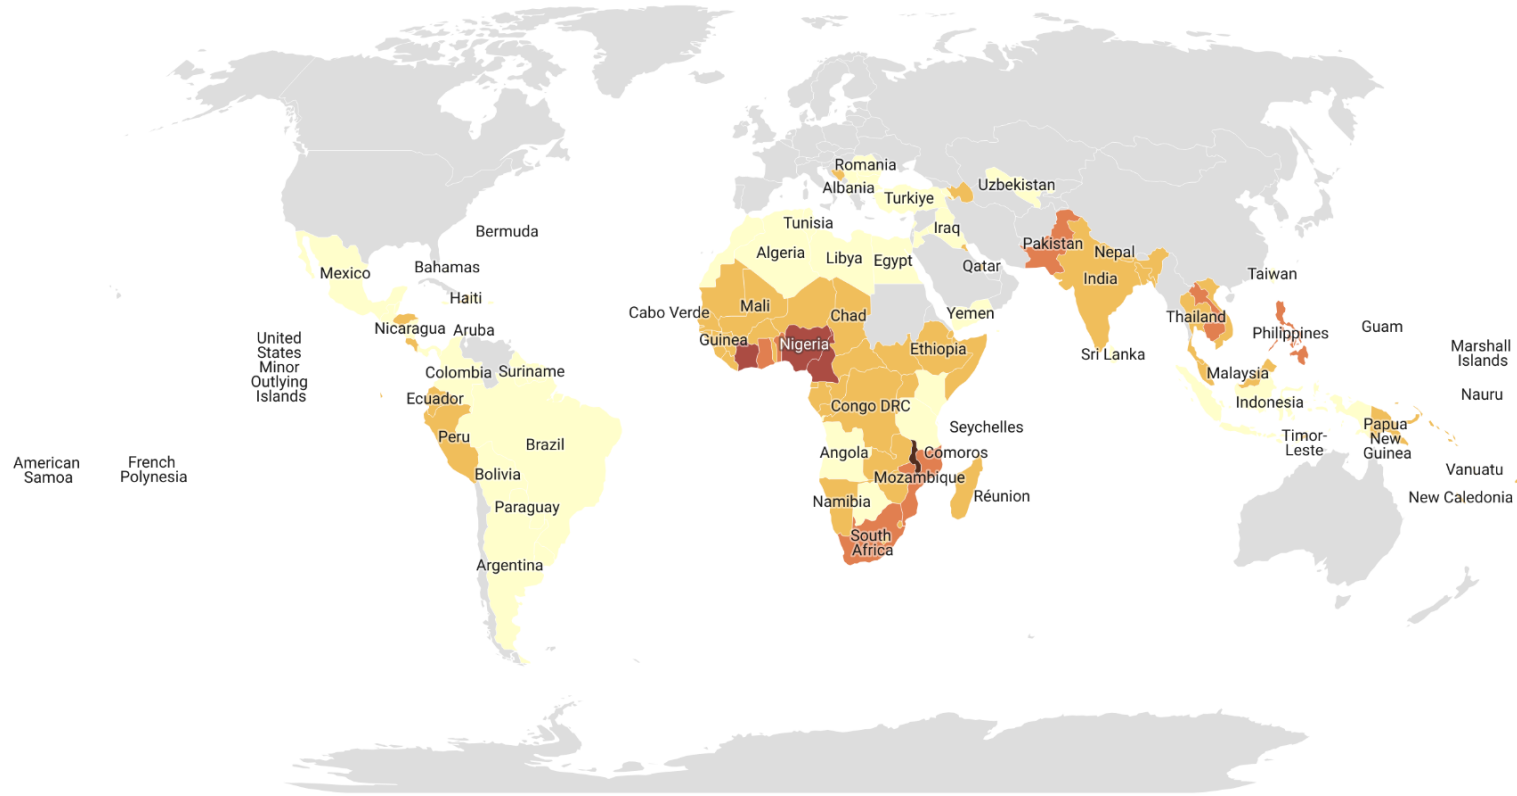 Romania
Albania
Uzbekistan
Turkiye
Tunisia
Iraq
Bermuda
Algeria
Libya
Egypt
Pakistan
Nepal
India
Qatar
Bahamas
Mexico
Taiwan
Haiti
Cabo Verde
Mali
Chad
Yemen
Thailand
Nicaragua
Aruba
Guinea
Nigeria
Ethiopia
Philippines
Guam
United
States
Minor
Outlying
Islands
Sri Lanka
Marshall
Islands
Colombia
Suriname
Malaysia
Ecuador
Congo DRC
Indonesia
Nauru
Peru
Brazil
Seychelles
Papua
New
Guinea
Timor-
Leste
Angola
Comoros
American
Samoa
French
Polynesia
Bolivia
Mozambique
Vanuatu
Paraguay
Namibia
Réunion
New Caledonia
South
Africa
Argentina